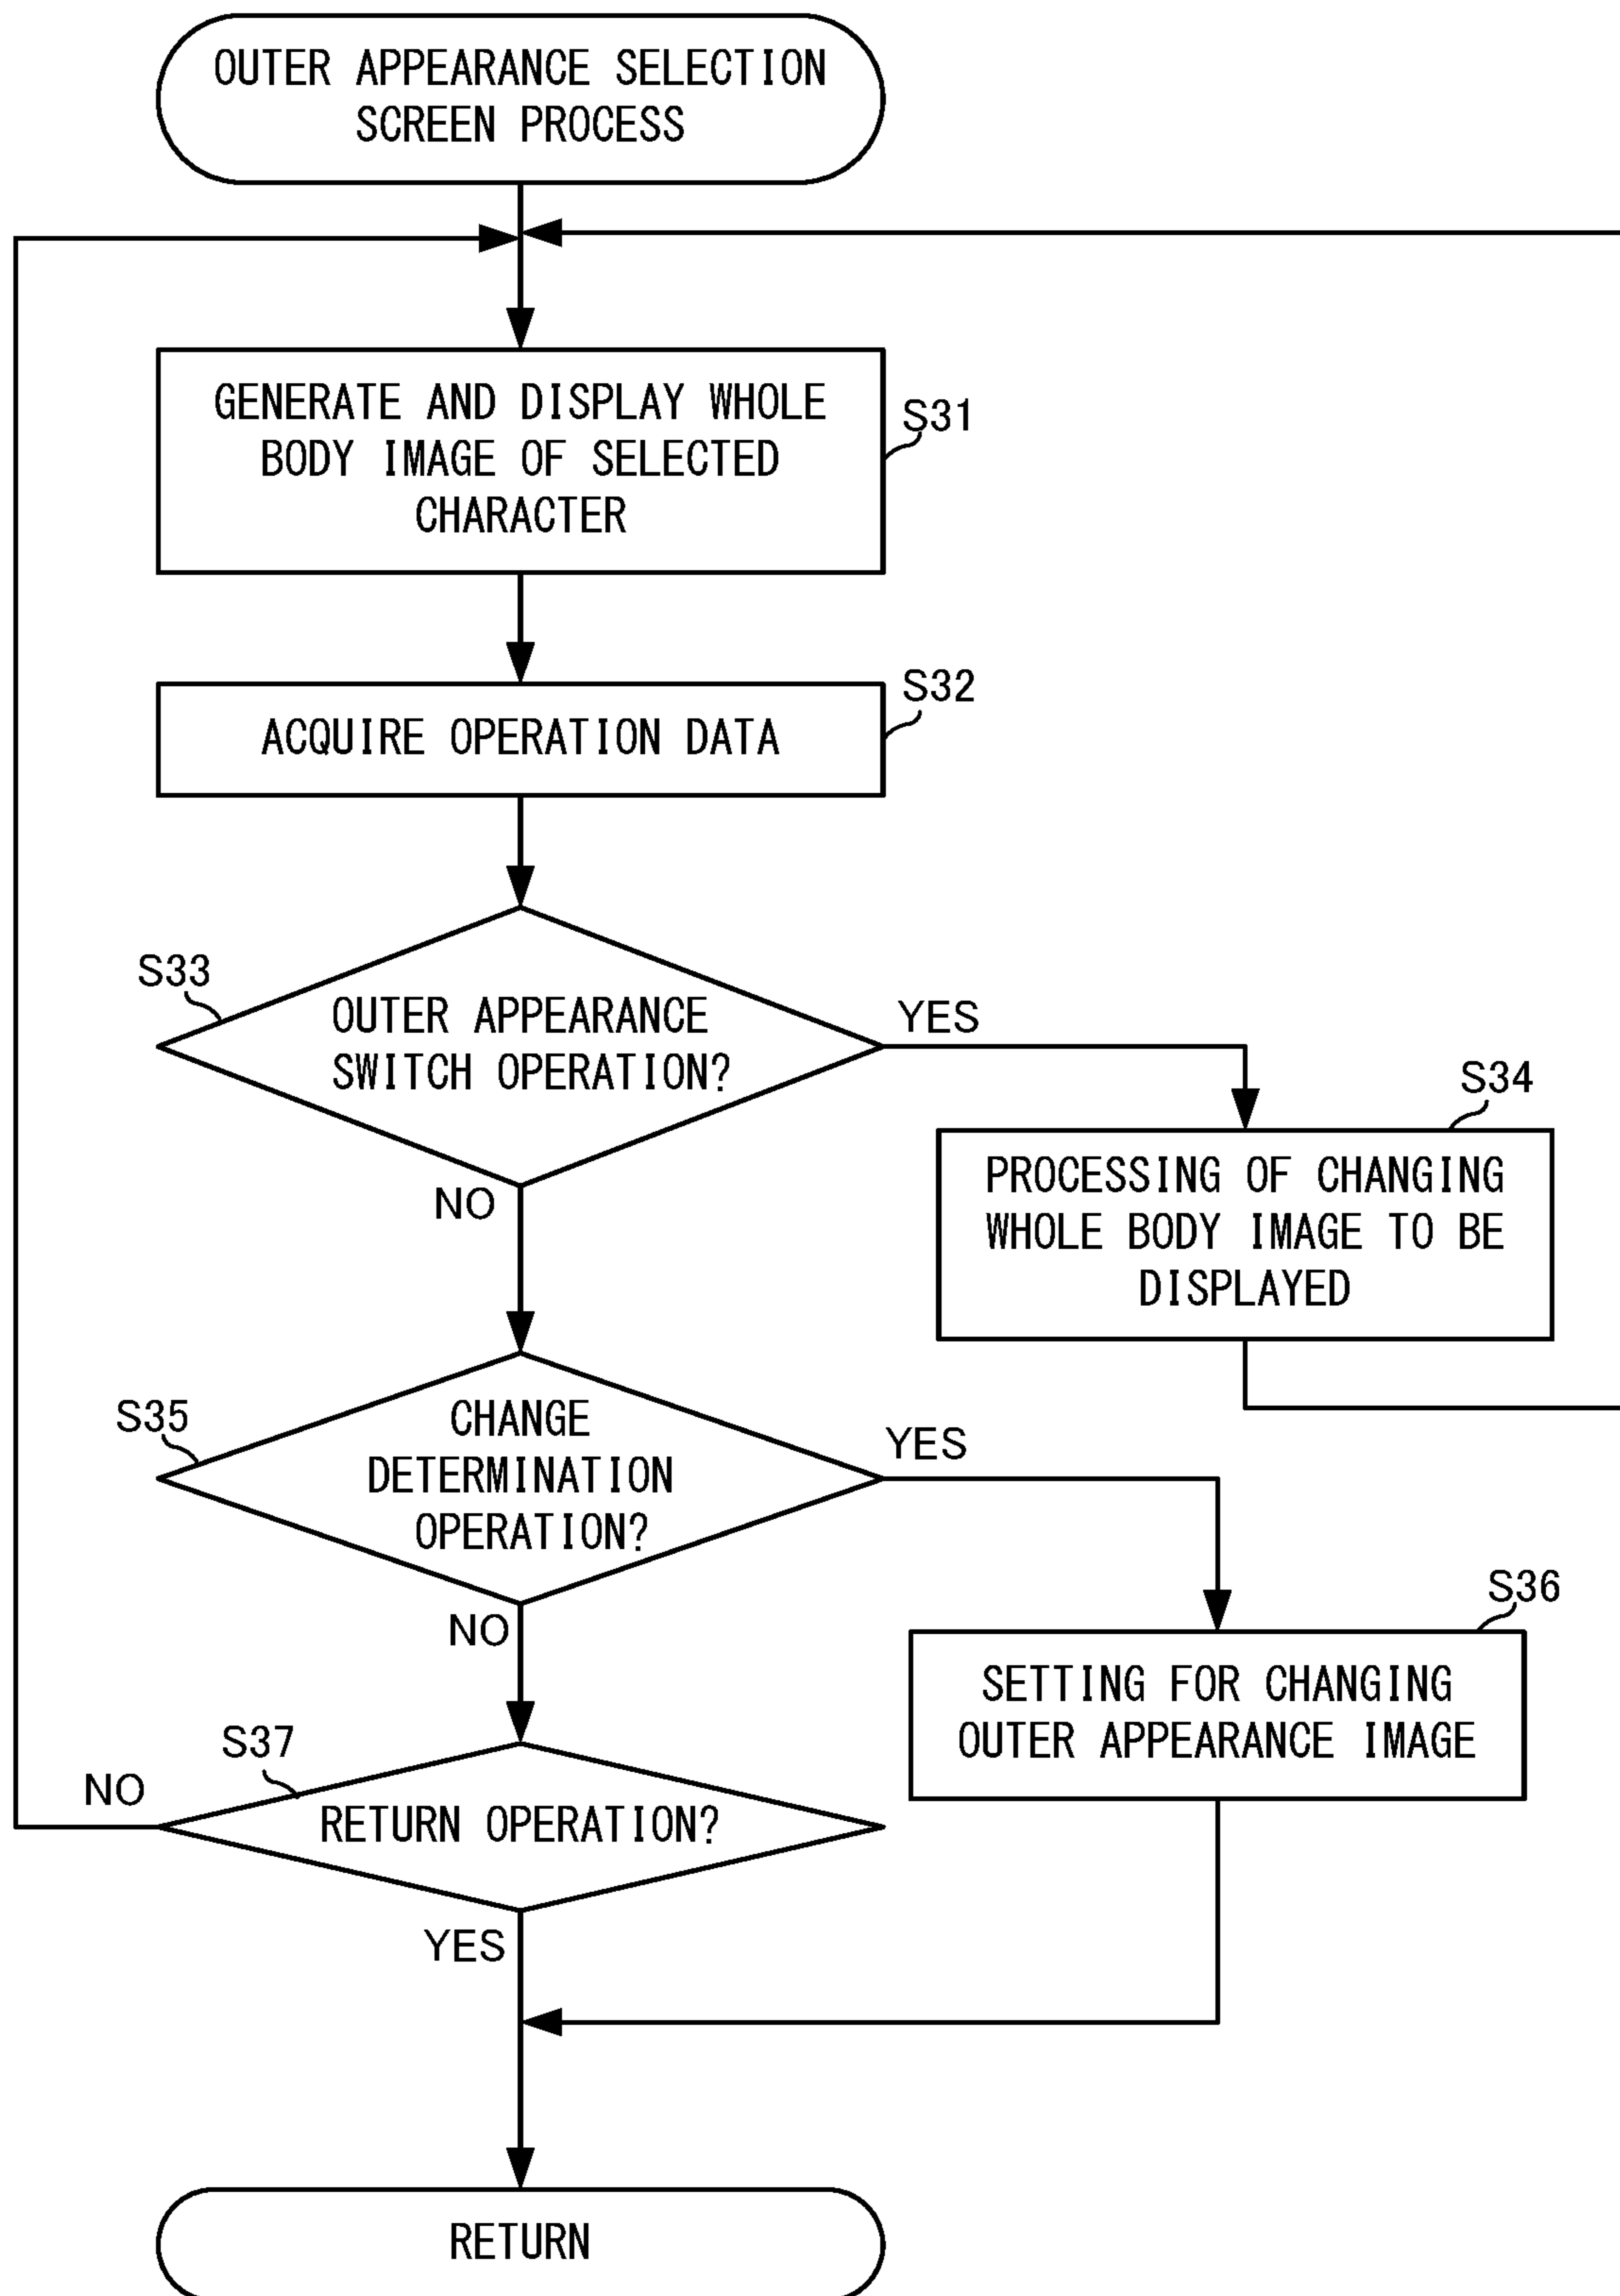 OUTER APPEARANCE SELECTION
SCREEN PROCESS
GENERATE AND DISPLAY WHOLE
BODY IMAGE OF SELECTED
CHARACTER
S31
ACQUIRE OPERATION DATA
S32
S33
OUTER APPEARANCE
SWITCH OPERATION?
YES
NO
S34
PROCESSING OF CHANGING
WHOLE BODY IMAGE TO BE
DISPLAYED
S35
CHANGE
DETERMINATION
OPERATION?
YES
NO
S36
SETTING FOR CHANGING
OUTER APPEARANCE IMAGE
S37
RETURN OPERATION?
NO
YES
RETURN